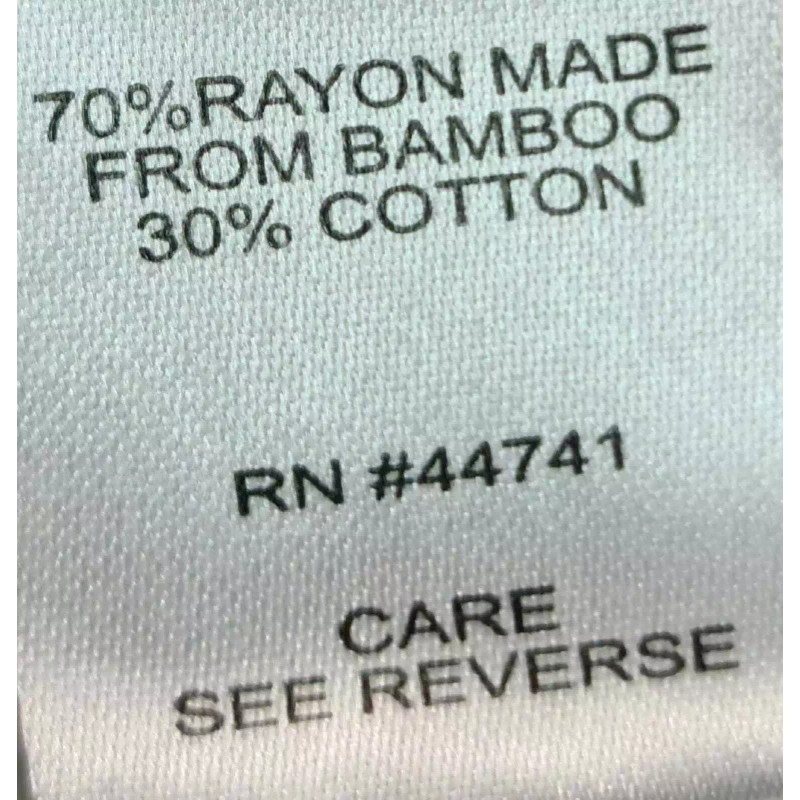 70%RAYON MADE
FROM BAMBOO
30% COTTON
RN #44741
CARE
SEE REVERSE